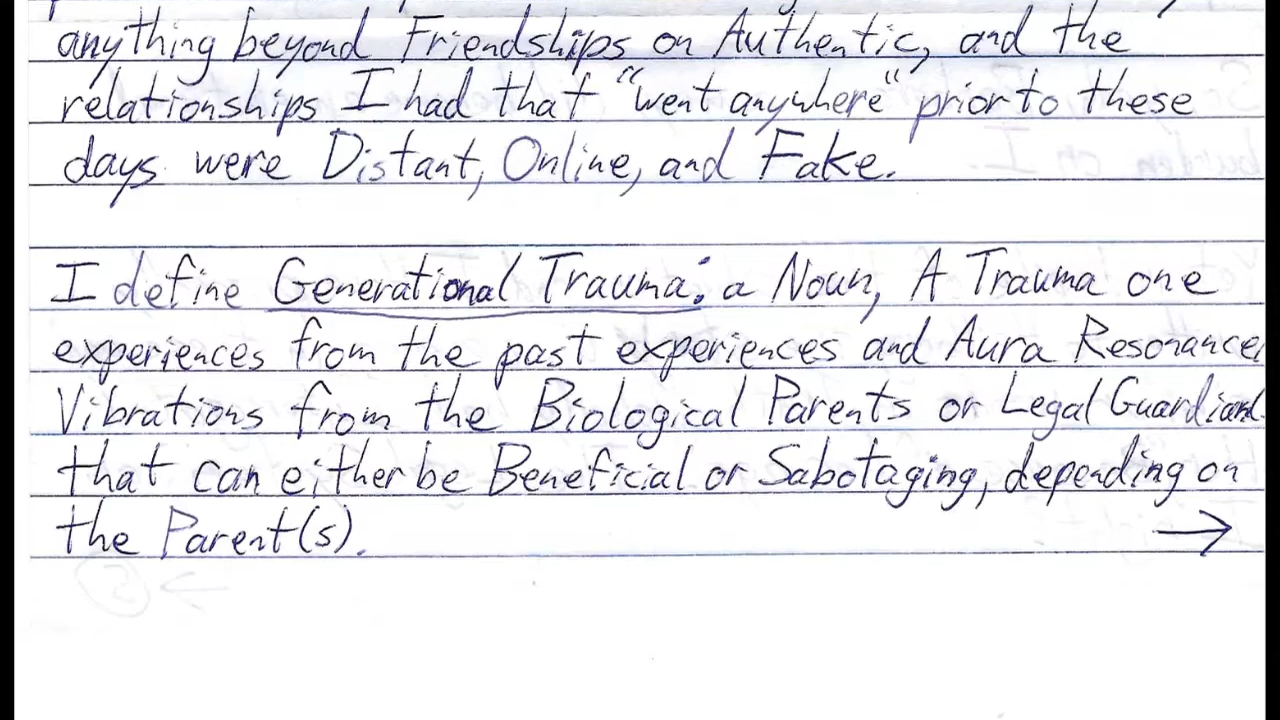 anything beyond Friendships on Authentic, and the
relationships I had that "went anywhere" prior to these
days were Distant, Online, and Fake.
I define Generational Trauma: a Noun, A Trauma one
experiences from the past experiences and Aura Resonance
Vibrations from the Biological Parents or Legal Guardian
that can either be Beneficial or Sabotaging, depending on
the Parent(s).
→